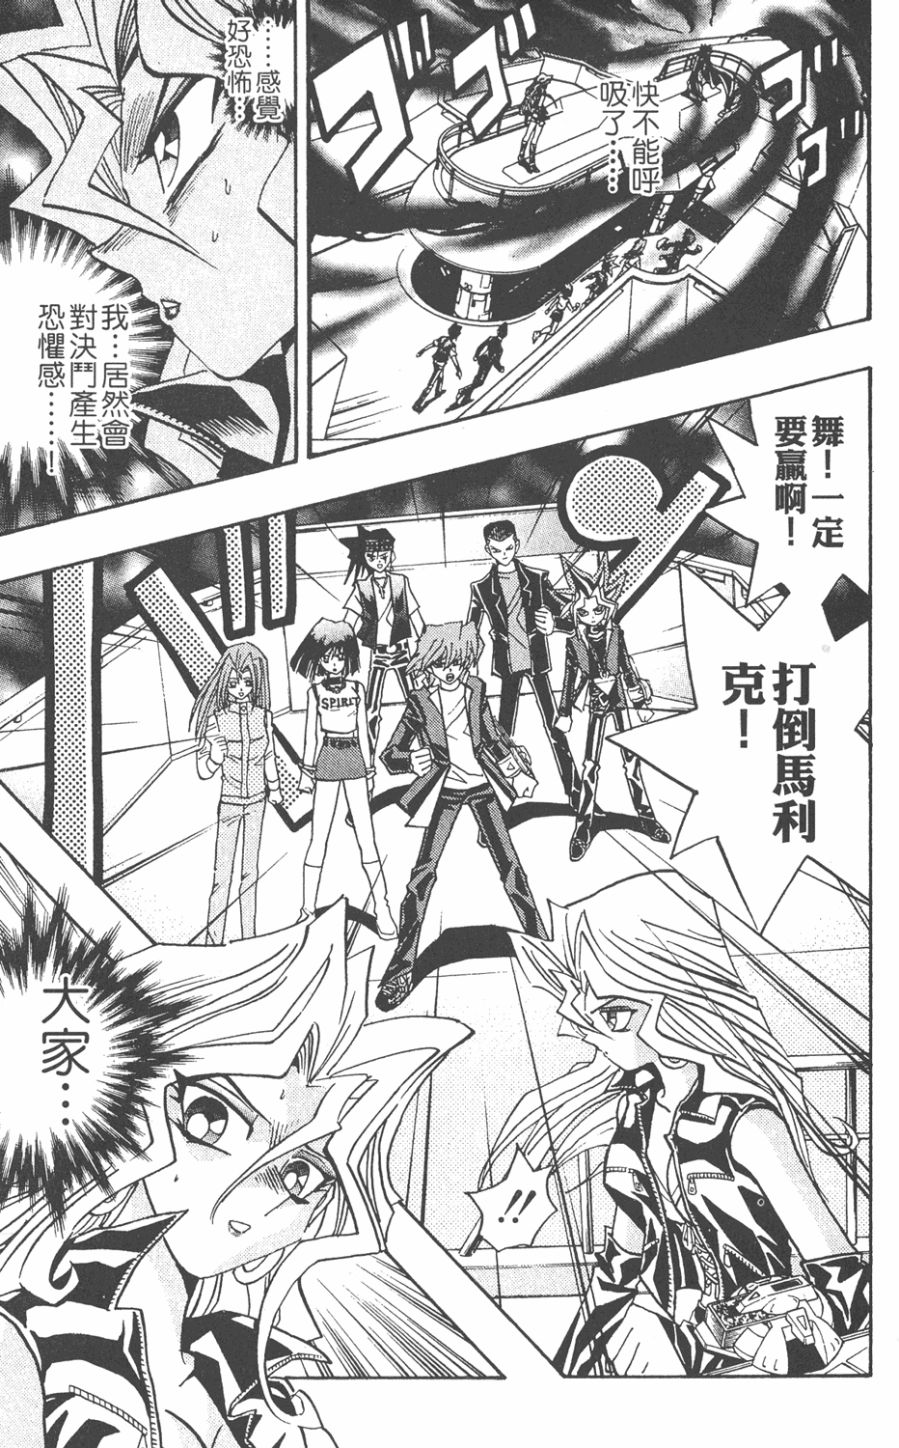 快不能呼
吸了……
……感覺
好恐怖…
我…居然會
對決鬥產生
恐懼感……！
舞！一定
要贏啊！
打倒馬利
克！
SPIRIT
!!
大家…